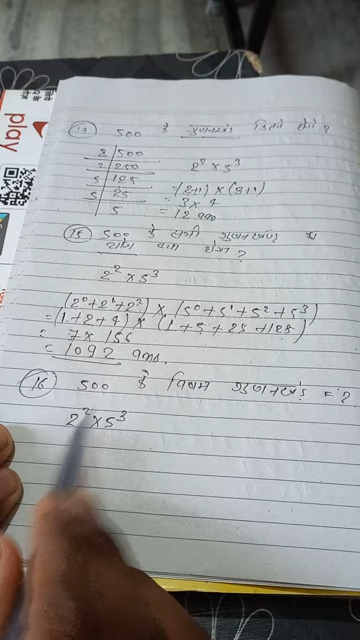 play
14 500 के गुणनखंड कितने होंगे ?
2 | 500
2 | 250 2² × 5³
5 | 125 =(2+1) × (3+1)
5 | 25 = 3 × 4
5 = 12 ans
15 500 के सभी गुणनखंडो का
योग क्या होगा ?
2² × 5³
(2⁰+2¹+2²) × (5⁰+5¹+5²+5³)
= (1+2+4) × (1+5+25+125)
= 7 × 156
= 1092 ans.
16 500 के विषम गुणनखंड = ?
2² × 5³